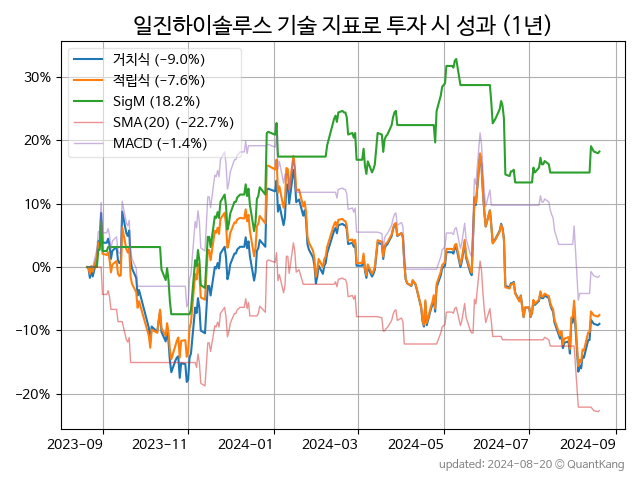 일진하이솔루스 기술 지표로 투자 시 성과 (1년)
거치식 (−9.0%)
적립식 (−7.6%)
SigM (18.2%)
SMA(20) (−22.7%)
MACD (−1.4%)
30%
20%
10%
0%
−10%
−20%
2023-09 2023-11 2024-01 2024-03 2024-05 2024-07 2024-09
updated: 2024-08-20 © QuantKang